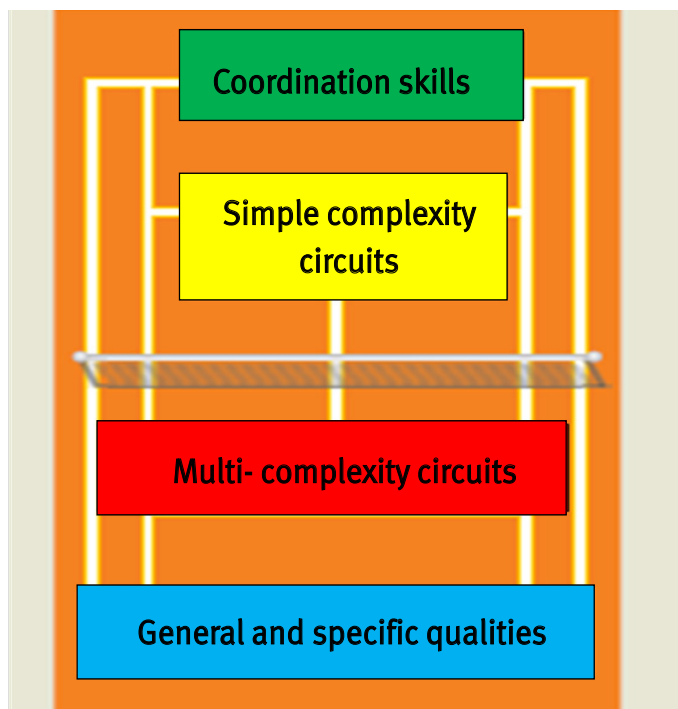 Coordination skills
Simple complexity
circuits
Multi- complexity circuits
General and specific qualities